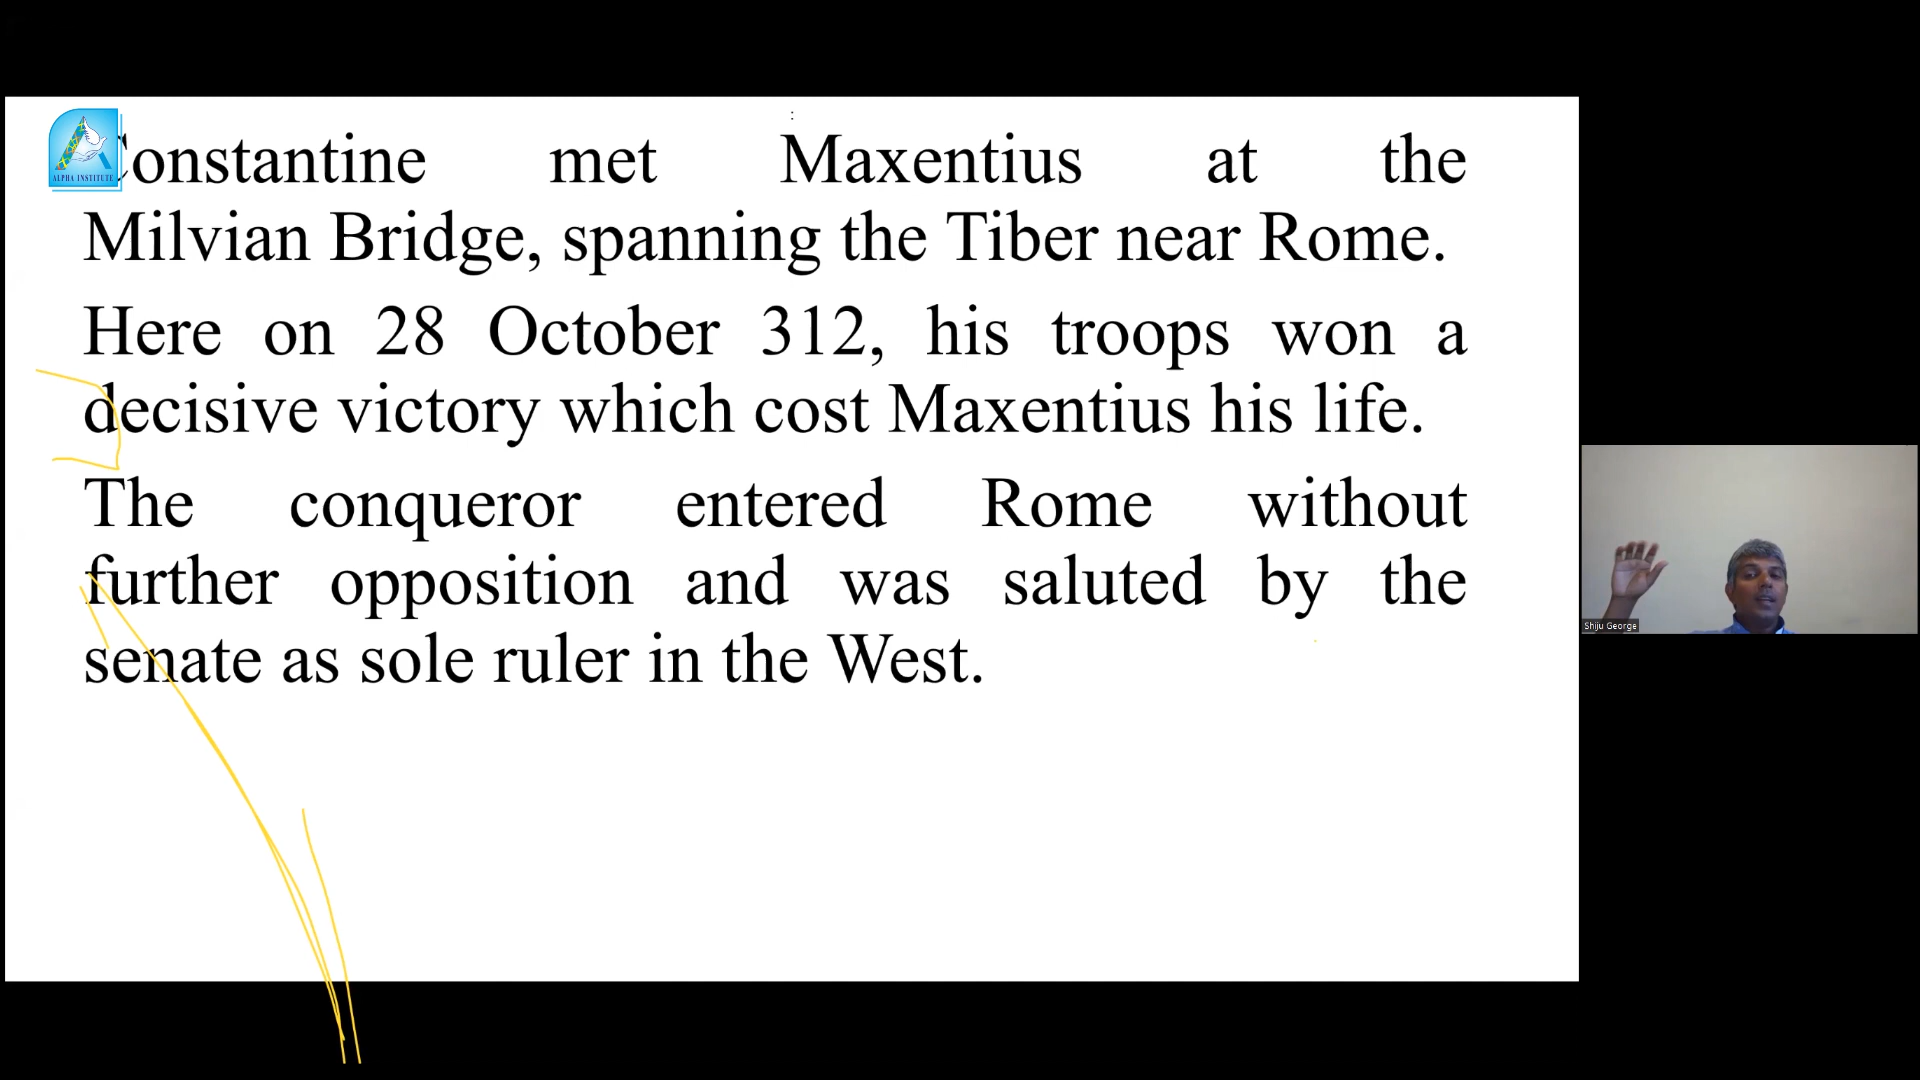 Constantine met Maxentius at the
Milvian Bridge, spanning the Tiber near Rome.
Here on 28 October 312, his troops won a
decisive victory which cost Maxentius his life.
The conqueror entered Rome without
further opposition and was saluted by the
senate as sole ruler in the West.
ALPHA INSTITUTE
Shiju George